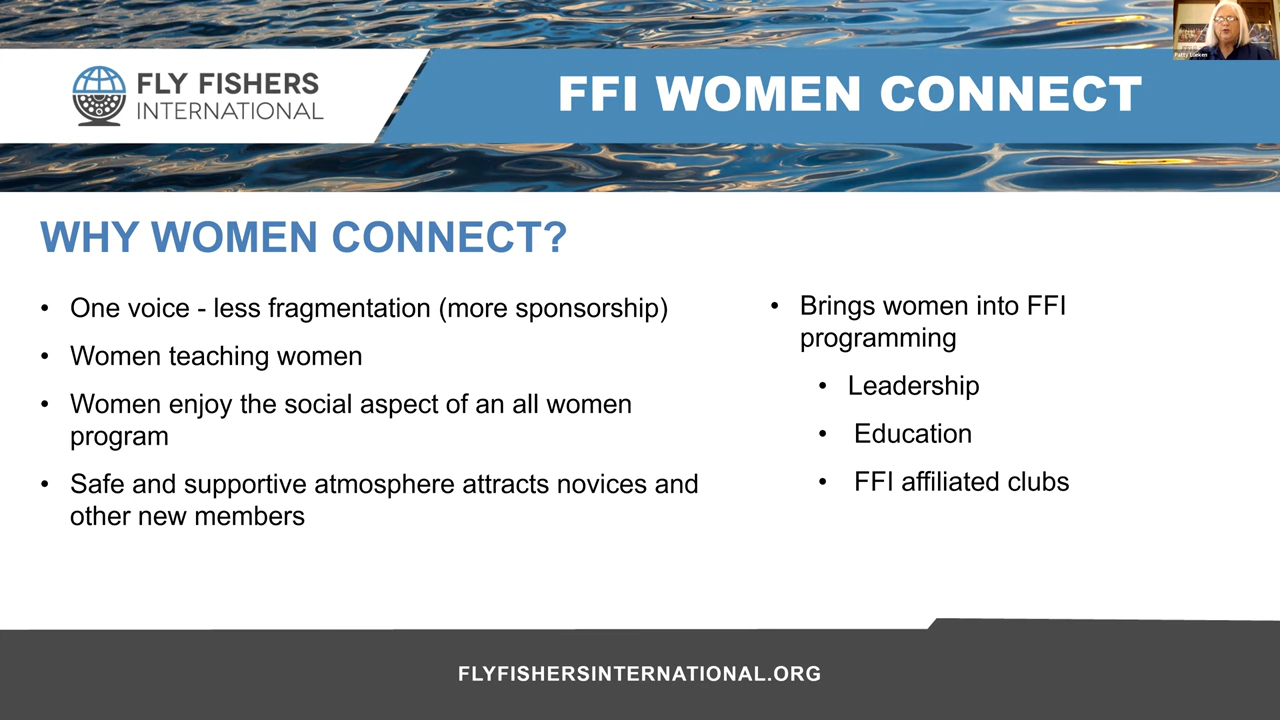 FLY FISHERS
INTERNATIONAL
FFI WOMEN CONNECT
WHY WOMEN CONNECT?
• One voice - less fragmentation (more sponsorship)
• Women teaching women
• Women enjoy the social aspect of an all women
program
• Safe and supportive atmosphere attracts novices and
other new members
• Brings women into FFI
programming
• Leadership
• Education
• FFI affiliated clubs
FLYFISHERSINTERNATIONAL.ORG
Patty